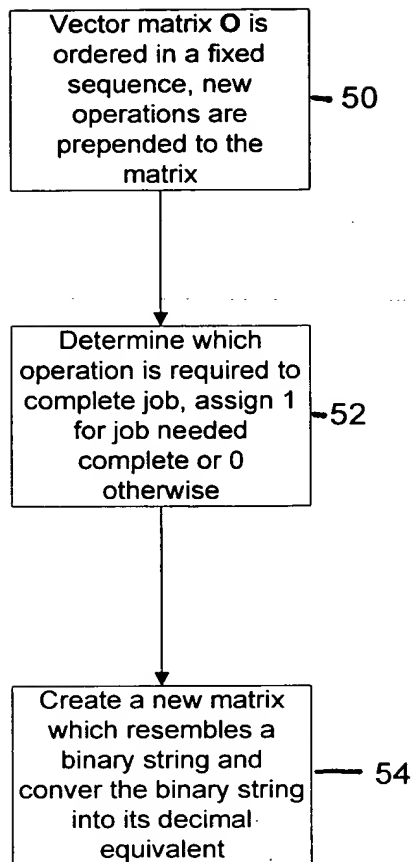 Vector matrix O is
ordered in a fixed
sequence, new
operations are
prepended to the
matrix
50
Determine which
operation is required to
complete job, assign 1
for job needed
complete or 0
otherwise
52
Create a new matrix
which resembles a
binary string and
conver the binary string
into its decimal
equivalent
54